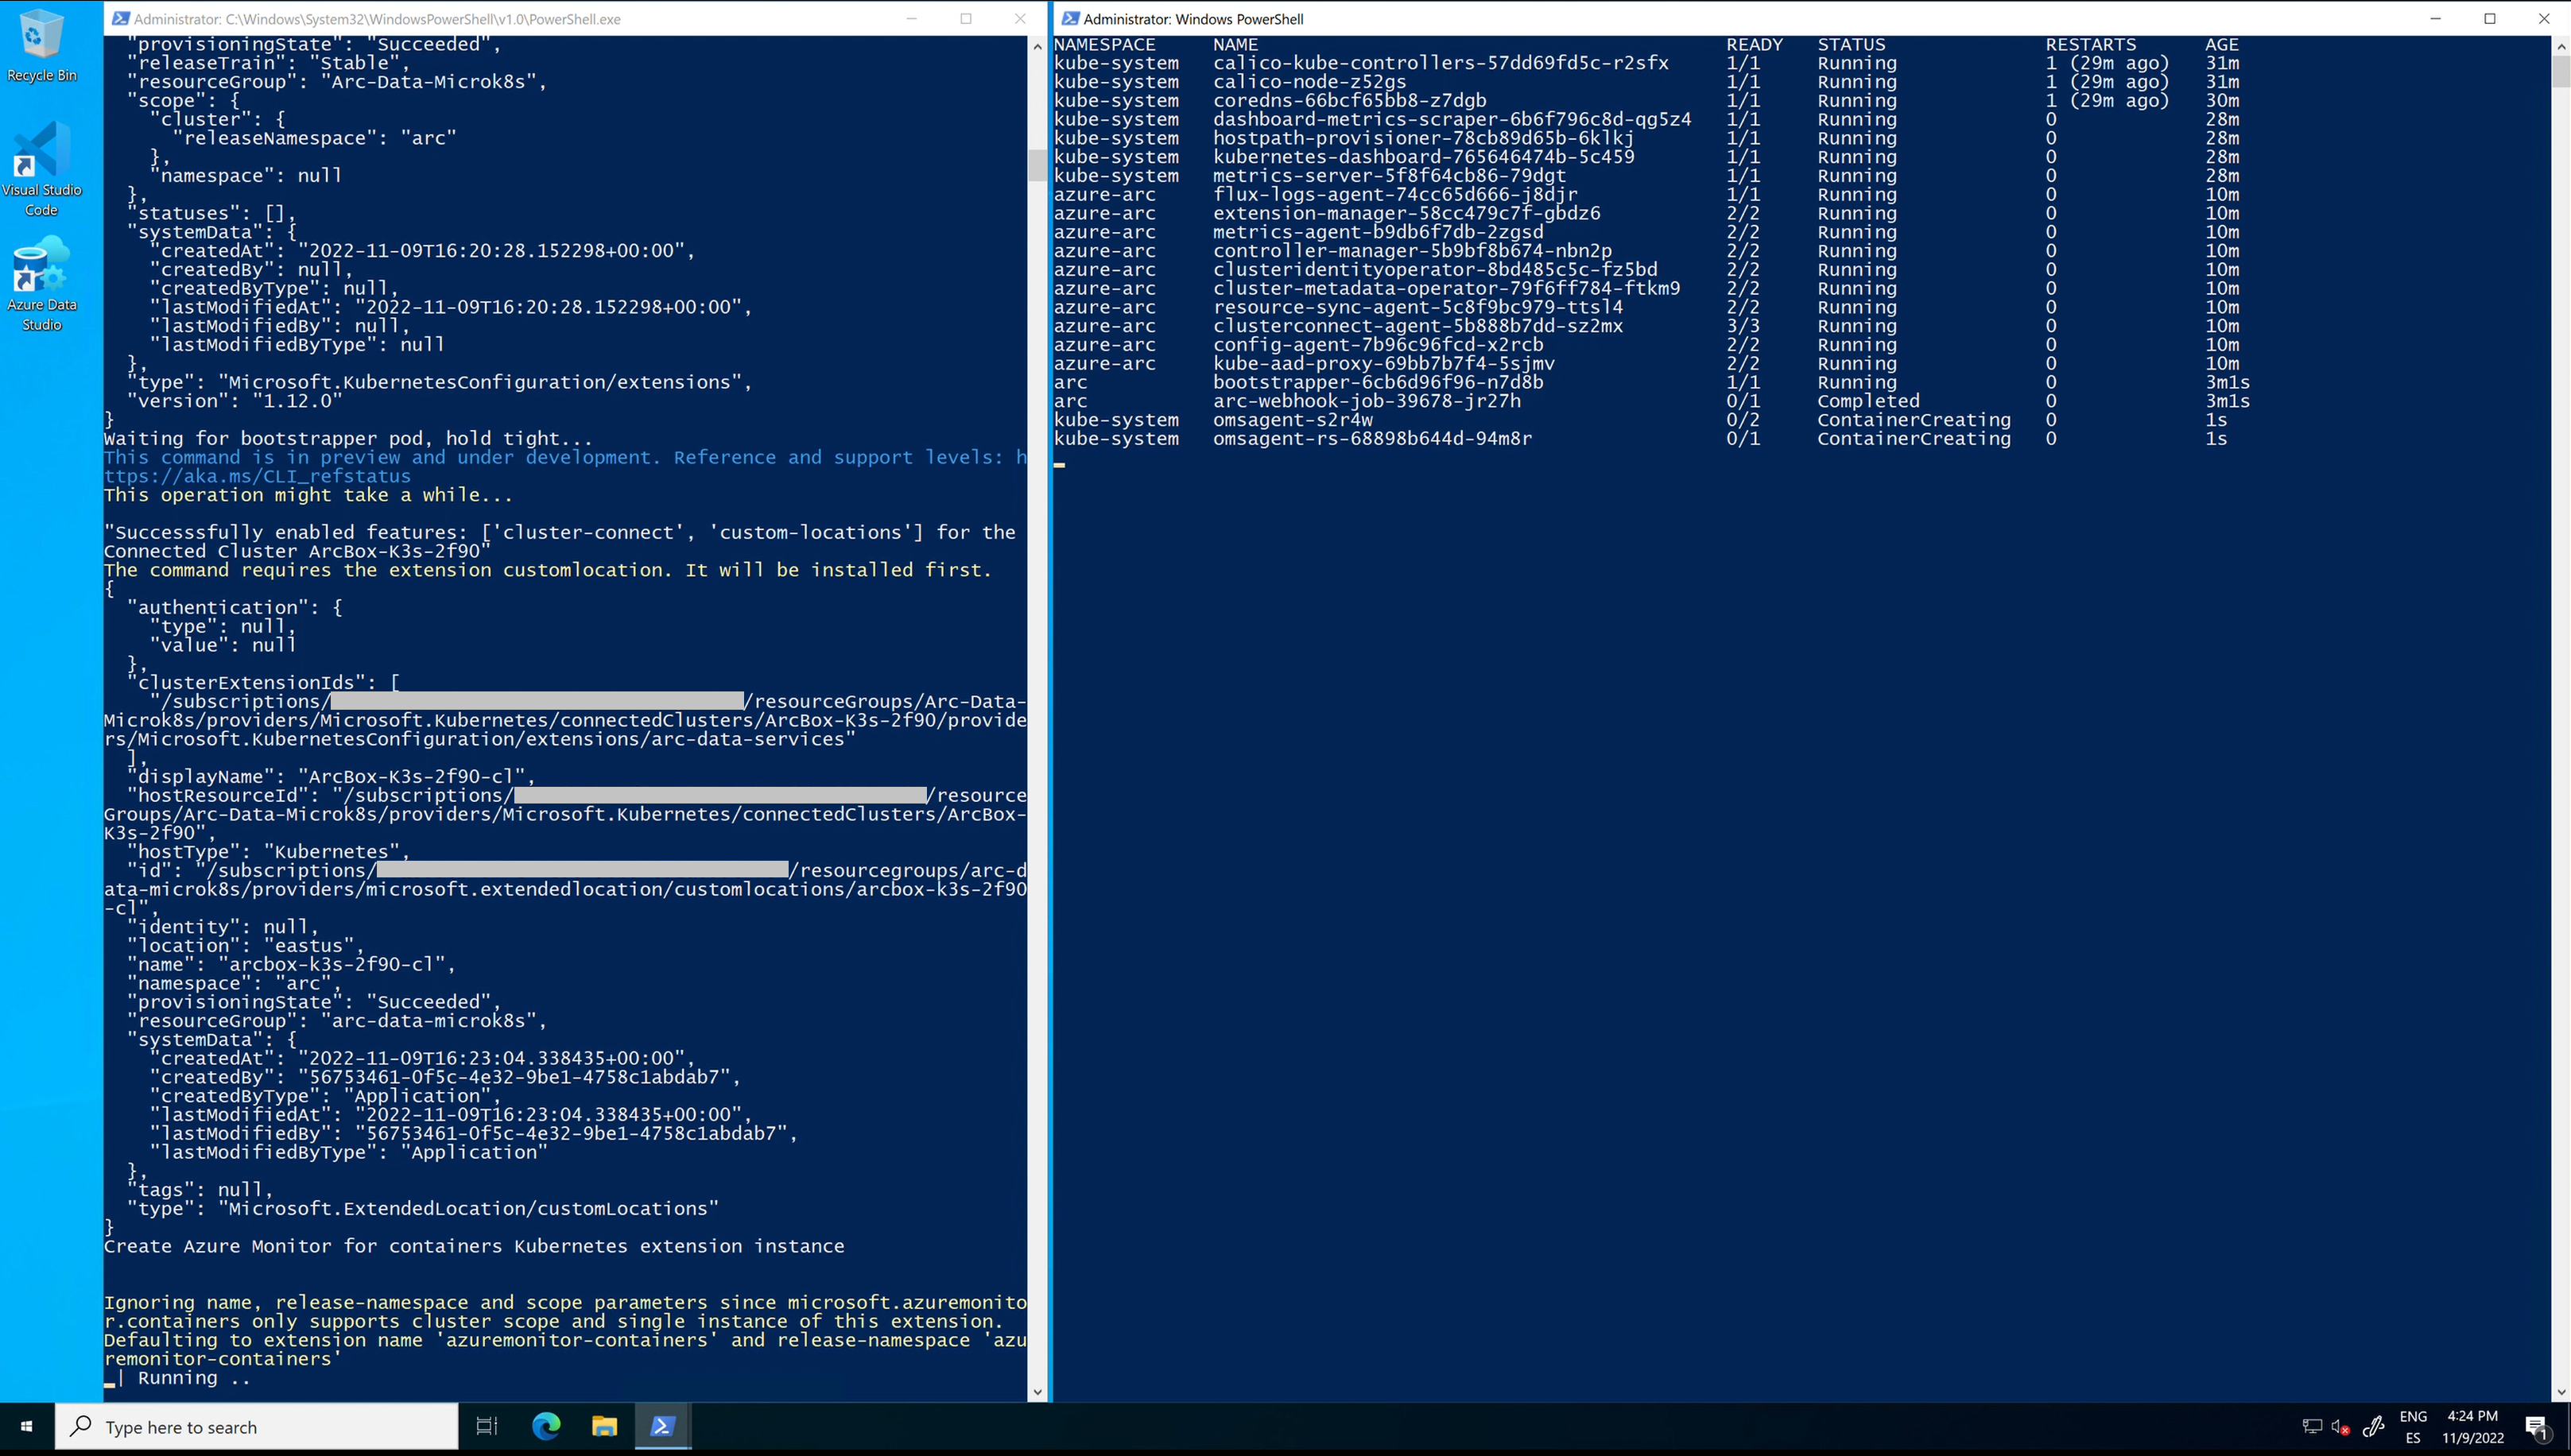 Recycle Bin
Visual Studio
Code
Azure Data
Studio
Administrator: C:\Windows\System32\WindowsPowerShell\v1.0\PowerShell.exe
"provisioningState": "Succeeded",
"releaseTrain": "Stable",
"resourceGroup": "Arc-Data-Microk8s",
"scope": {
"cluster": {
"releaseNamespace": "arc"
},
"namespace": null
},
"statuses": [],
"systemData": {
"createdAt": "2022-11-09T16:20:28.152298+00:00",
"createdBy": null,
"createdByType": null,
"lastModifiedAt": "2022-11-09T16:20:28.152298+00:00",
"lastModifiedBy": null,
"lastModifiedByType": null
},
"type": "Microsoft.KubernetesConfiguration/extensions",
"version": "1.12.0"
}
Waiting for bootstrapper pod, hold tight...
This command is in preview and under development. Reference and support levels: h
ttps://aka.ms/CLI_refstatus
This operation might take a while...
"Successsfully enabled features: ['cluster-connect', 'custom-locations'] for the
Connected Cluster ArcBox-K3s-2f90"
The command requires the extension customlocation. It will be installed first.
{
"authentication": {
"type": null,
"value": null
},
"clusterExtensionIds": [
"/subscriptions/ /resourceGroups/Arc-Data-
Microk8s/providers/Microsoft.Kubernetes/connectedClusters/ArcBox-K3s-2f90/provide
rs/Microsoft.KubernetesConfiguration/extensions/arc-data-services"
],
"displayName": "ArcBox-K3s-2f90-cl",
"hostResourceId": "/subscriptions/ /resource
Groups/Arc-Data-Microk8s/providers/Microsoft.Kubernetes/connectedClusters/ArcBox-
K3s-2f90",
"hostType": "Kubernetes",
"id": "/subscriptions/ /resourcegroups/arc-d
ata-microk8s/providers/microsoft.extendedlocation/customlocations/arcbox-k3s-2f90
-cl",
"identity": null,
"location": "eastus",
"name": "arcbox-k3s-2f90-cl",
"namespace": "arc",
"provisioningState": "Succeeded",
"resourceGroup": "arc-data-microk8s",
"systemData": {
"createdAt": "2022-11-09T16:23:04.338435+00:00",
"createdBy": "56753461-0f5c-4e32-9be1-4758c1abdab7",
"createdByType": "Application",
"lastModifiedAt": "2022-11-09T16:23:04.338435+00:00",
"lastModifiedBy": "56753461-0f5c-4e32-9be1-4758c1abdab7",
"lastModifiedByType": "Application"
},
"tags": null,
"type": "Microsoft.ExtendedLocation/customLocations"
}
Create Azure Monitor for containers Kubernetes extension instance
Ignoring name, release-namespace and scope parameters since microsoft.azuremonito
r.containers only supports cluster scope and single instance of this extension.
Defaulting to extension name 'azuremonitor-containers' and release-namespace 'azu
remonitor-containers'
_| Running ..
Administrator: Windows PowerShell
NAMESPACE NAME READY STATUS RESTARTS AGE
kube-system calico-kube-controllers-57dd69fd5c-r2sfx 1/1 Running 1 (29m ago) 31m
kube-system calico-node-z52gs 1/1 Running 1 (29m ago) 31m
kube-system coredns-66bcf65bb8-z7dgb 1/1 Running 1 (29m ago) 30m
kube-system dashboard-metrics-scraper-6b6f796c8d-qg5z4 1/1 Running 0 28m
kube-system hostpath-provisioner-78cb89d65b-6klkj 1/1 Running 0 28m
kube-system kubernetes-dashboard-765646474b-5c459 1/1 Running 0 28m
kube-system metrics-server-5f8f64cb86-79dgt 1/1 Running 0 28m
azure-arc flux-logs-agent-74cc65d666-j8djr 1/1 Running 0 10m
azure-arc extension-manager-58cc479c7f-gbdz6 2/2 Running 0 10m
azure-arc metrics-agent-b9db6f7db-2zgsd 2/2 Running 0 10m
azure-arc controller-manager-5b9bf8b674-nbn2p 2/2 Running 0 10m
azure-arc clusteridentityoperator-8bd485c5c-fz5bd 2/2 Running 0 10m
azure-arc cluster-metadata-operator-79f6ff784-ftkm9 2/2 Running 0 10m
azure-arc resource-sync-agent-5c8f9bc979-ttsl4 2/2 Running 0 10m
azure-arc clusterconnect-agent-5b888b7dd-sz2mx 3/3 Running 0 10m
azure-arc config-agent-7b96c96fcd-x2rcb 2/2 Running 0 10m
azure-arc kube-aad-proxy-69bb7b7f4-5sjmv 2/2 Running 0 10m
arc bootstrapper-6cb6d96f96-n7d8b 1/1 Running 0 3m1s
arc arc-webhook-job-39678-jr27h 0/1 Completed 0 3m1s
kube-system omsagent-s2r4w 0/2 ContainerCreating 0 1s
kube-system omsagent-rs-68898b644d-94m8r 0/1 ContainerCreating 0 1s
Type here to search
ENG
ES
4:24 PM
11/9/2022
1